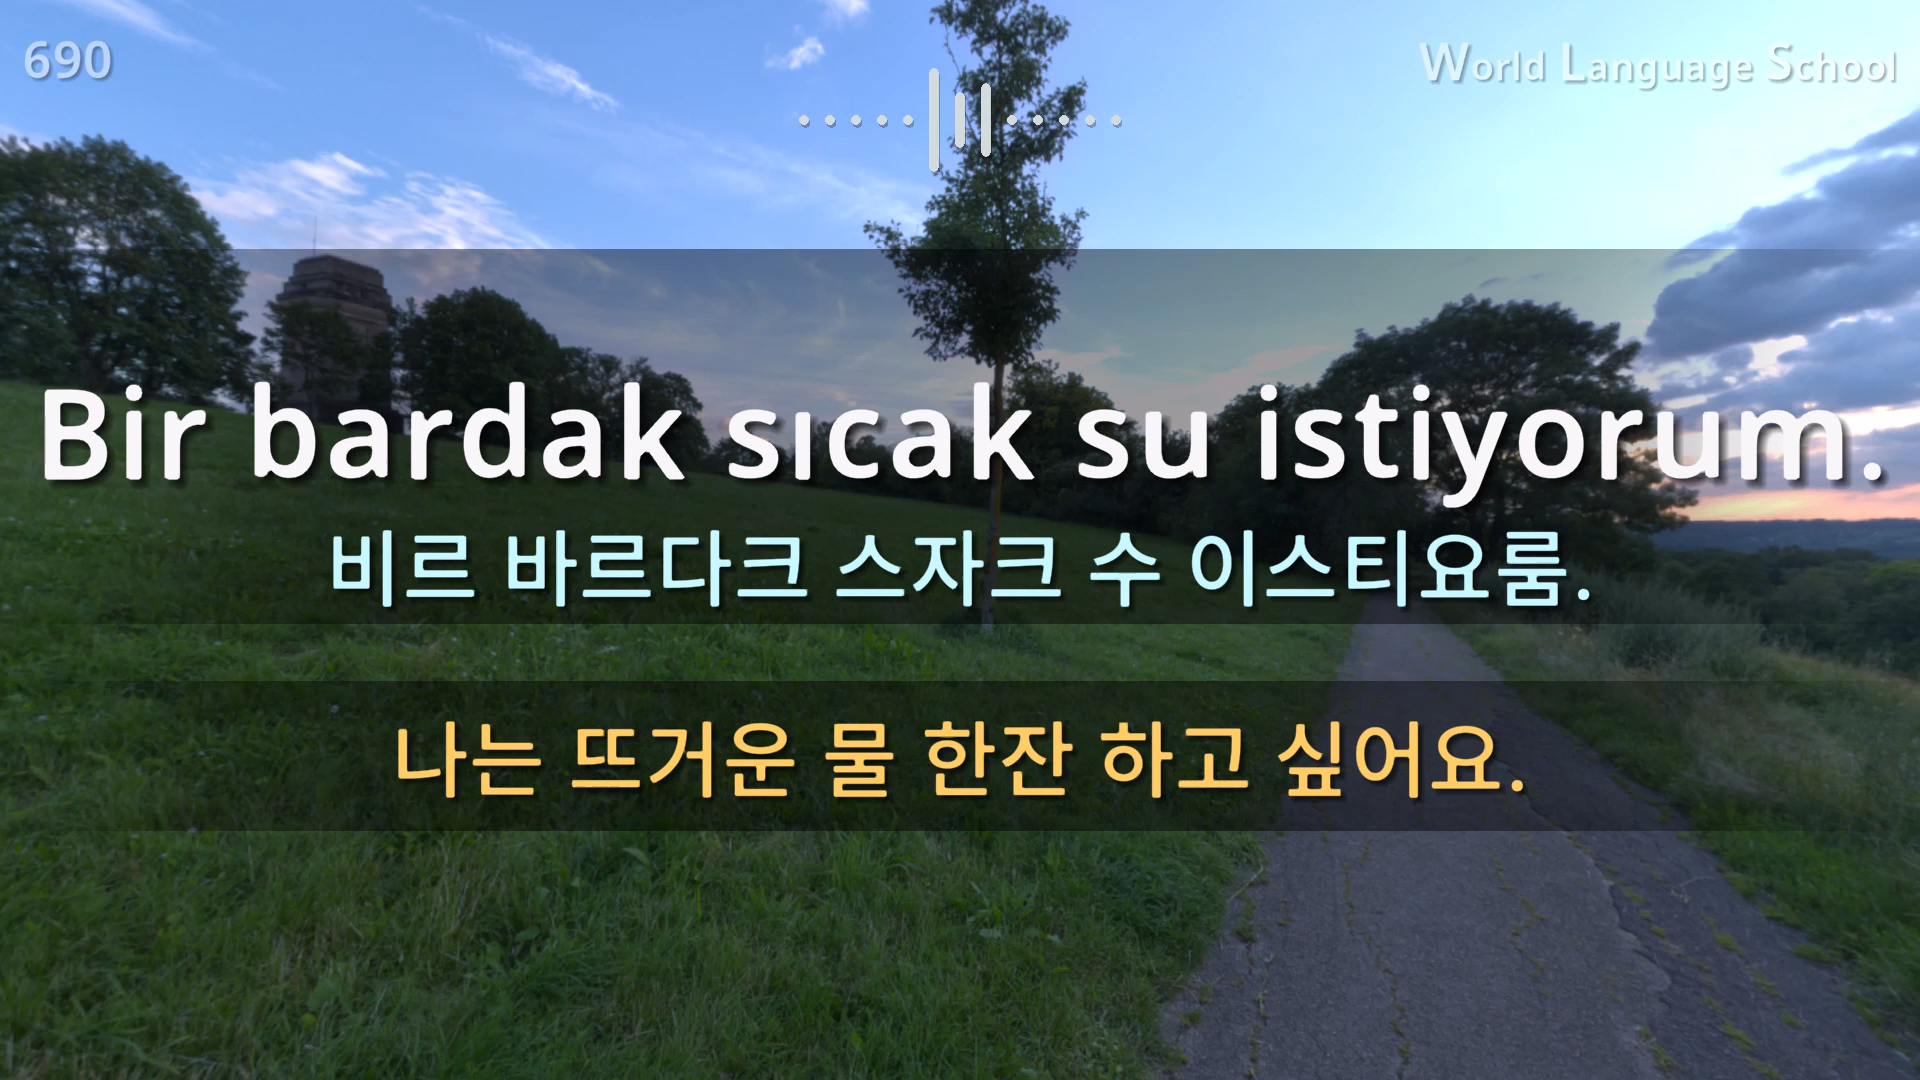 690
World Language School
Bir bardak sıcak su istiyorum.
비르 바르다크 스자크 수 이스티요룸.
나는 뜨거운 물 한잔 하고 싶어요.